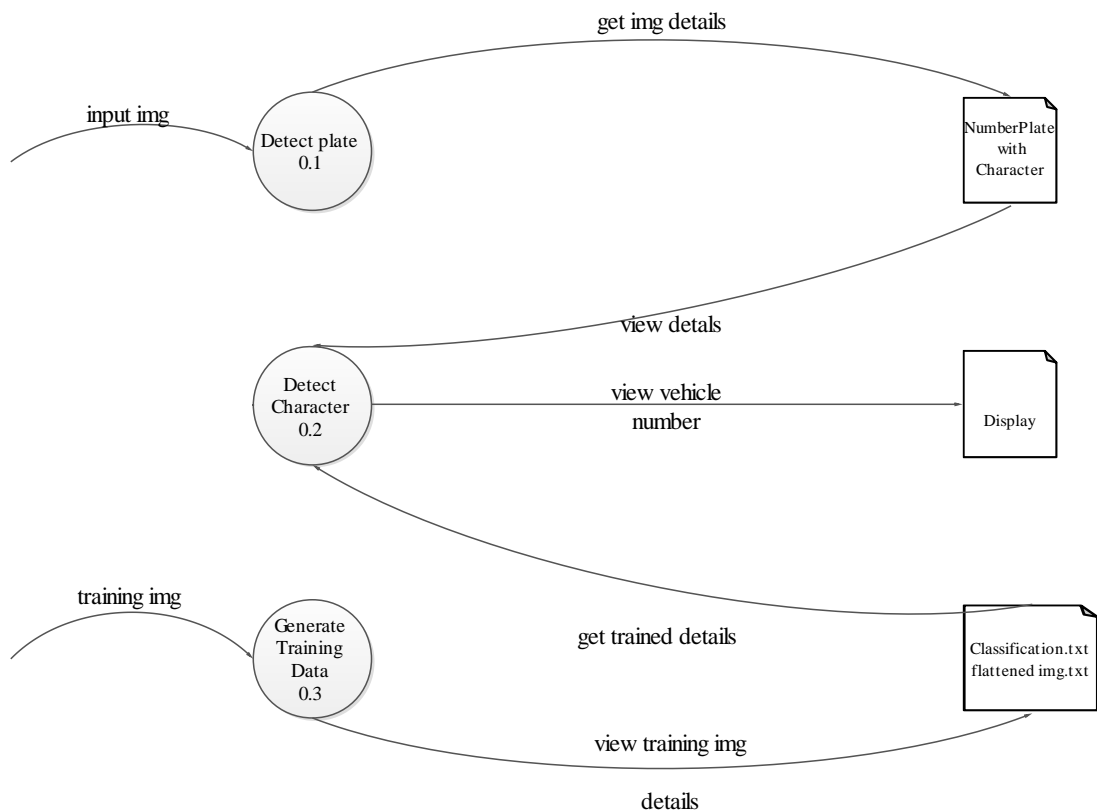 get img details
input img
Detect plate
0.1
NumberPlate
with
Character
view detals
Detect
Character
0.2
view vehicle
number
Display
training img
Generate
Training
Data
0.3
get trained details
Classification.txt
flattened img.txt
view training img
details